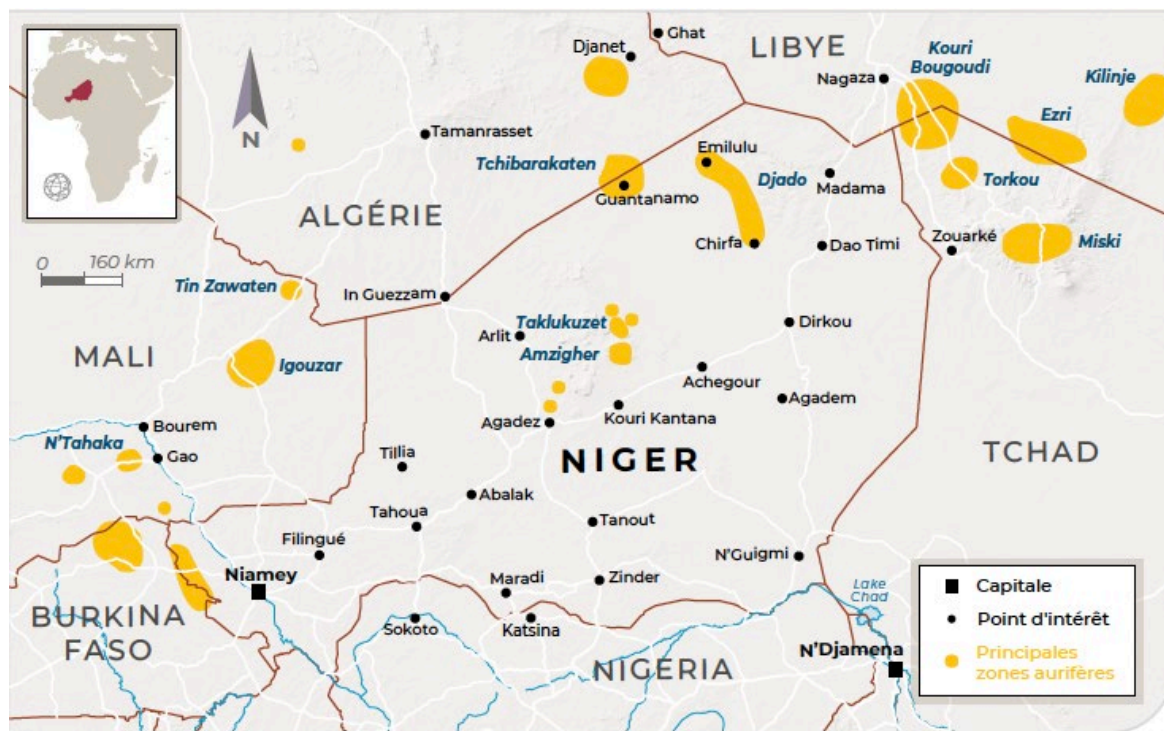 Ghat
Djanet
LIBYE
Kouri
Bougoudi
Kilinje
Nagaza
Ezri
N
Tamanrasset
Tchibarakaten
Emilulu
Djado
Madama
Torkou
Guantanamo
ALGÉRIE
Chirfa
Dao Timi
Zouarké
Miski
0 160 km
Tin Zawaten
In Guezzam
Taklukuzet
Dirkou
Arlit
MALI
Igouzar
Amzigher
Achegour
Agadem
Kouri Kantana
Bourem
Agadez
N'Tahaka
Gao
Tillia
NIGER
TCHAD
Abalak
Tahoua
Tanout
Filingué
N'Guigmi
Niamey
Maradi
Zinder
Lake
Chad
BURKINA
FASO
Sokoto
Katsina
NIGERIA
N'Djamena
Capitale
Point d'intérêt
Principales
zones aurifères